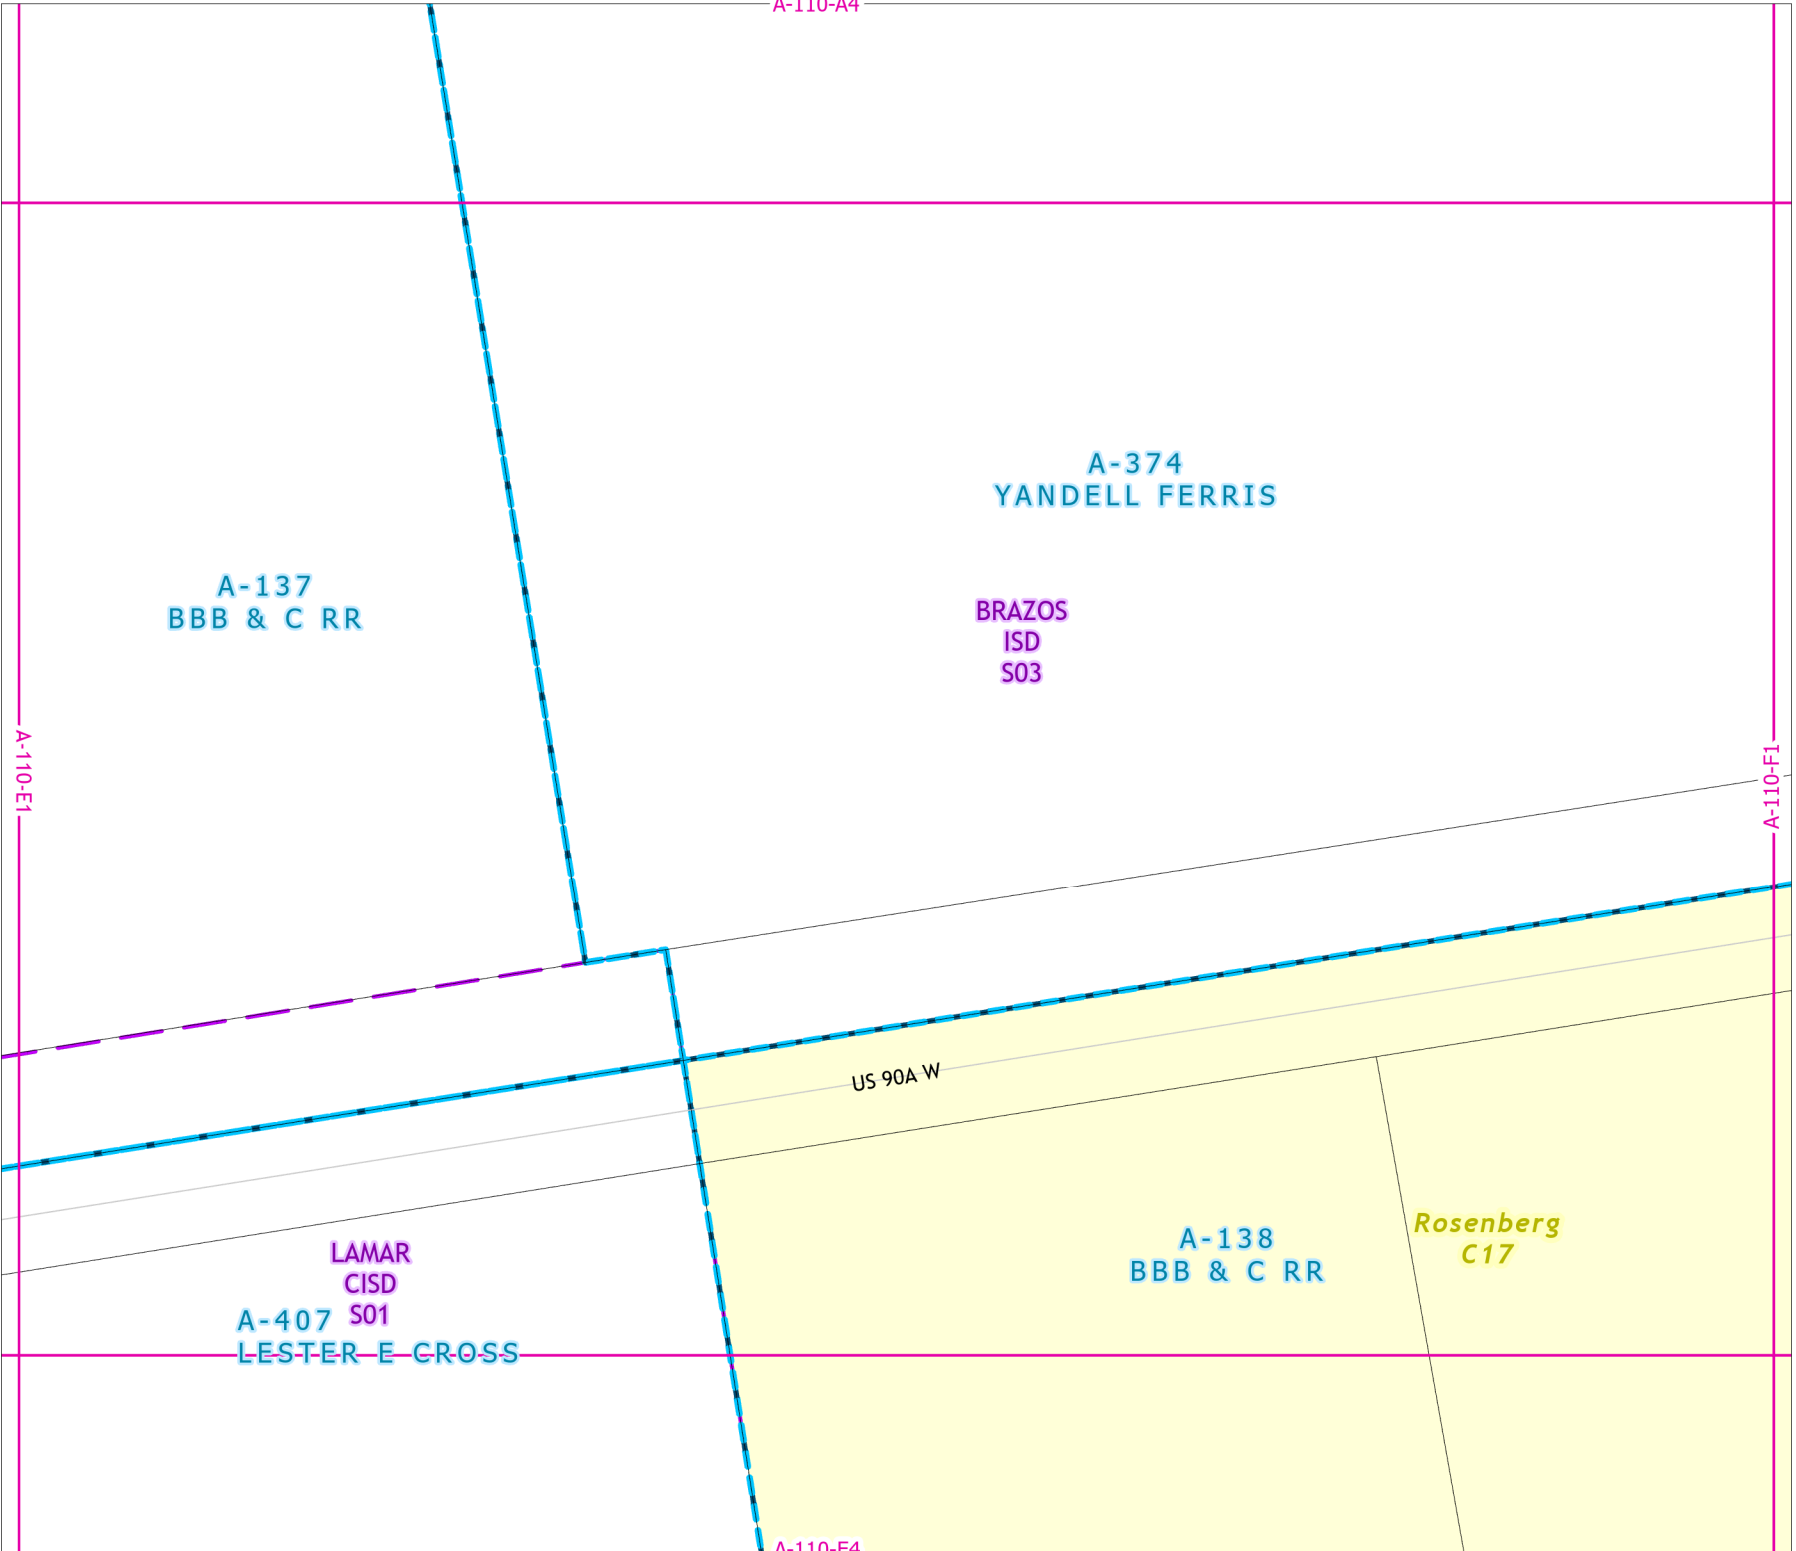 A-110-A4
A-374
YANDELL FERRIS
A-137
BBB & C RR
BRAZOS
ISD
S03
A-110-E1
A-110-F1
US 90A W
Rosenberg
C17
A-138
BBB & C RR
LAMAR
CISD
S01
A-407
LESTER E CROSS
A-110-E4